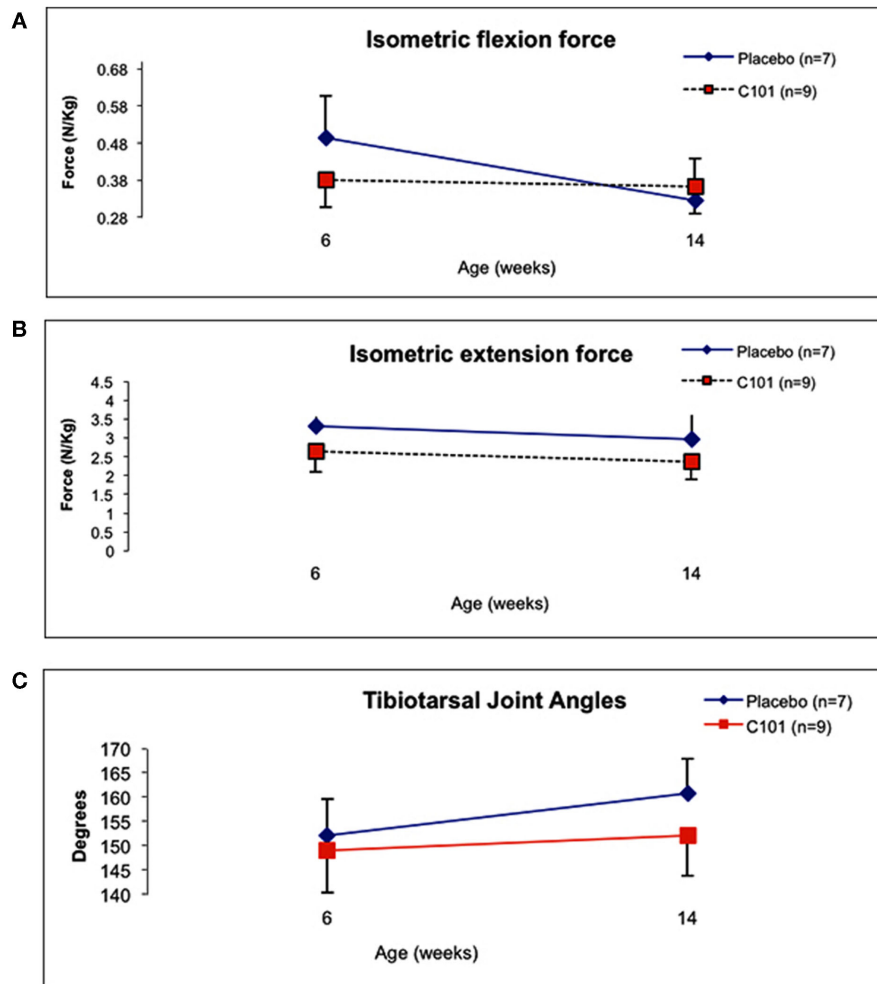 A
Isometric flexion force
Placebo (n=7)
C101 (n=9)
Force (N/Kg)
0.68
0.58
0.48
0.38
0.28
6
14
Age (weeks)
B
Isometric extension force
Placebo (n=7)
C101 (n=9)
Force (N/Kg)
4.5
4
3.5
3
2.5
2
1.5
1
0.5
0
6
14
Age (weeks)
C
Tibiotarsal Joint Angles
Placebo (n=7)
C101 (n=9)
Degrees
170
165
160
155
150
145
140
6
14
Age (weeks)